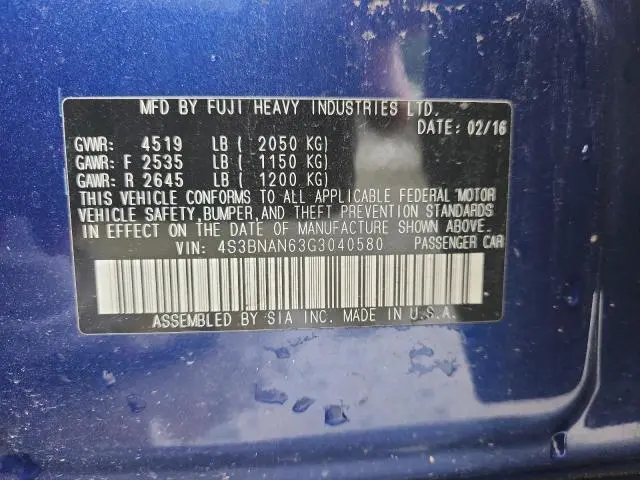 MFD BY FUJI HEAVY INDUSTRIES LTD.
DATE: 02/16
GVWR: 4519 LB ( 2050 KG)
GAWR: F 2535 LB ( 1150 KG)
GAWR: R 2645 LB ( 1200 KG)
THIS VEHICLE CONFORMS TO ALL APPLICABLE FEDERAL MOTOR
VEHICLE SAFETY, BUMPER, AND THEFT PREVENTION STANDARDS
IN EFFECT ON THE DATE OF MANUFACTURE SHOWN ABOVE.
VIN: 4S3BNAN63G3040580 PASSENGER CAR
ASSEMBLED BY SIA INC. MADE IN U.S.A.